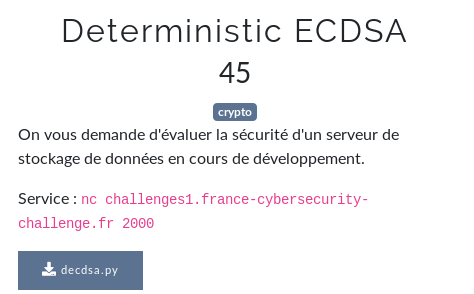 Deterministic ECDSA
45
crypto
On vous demande d'évaluer la sécurité d'un serveur de
stockage de données en cours de développement.
Service : nc challenges1.france-cybersecurity-
challenge.fr 2000
decdsa.py